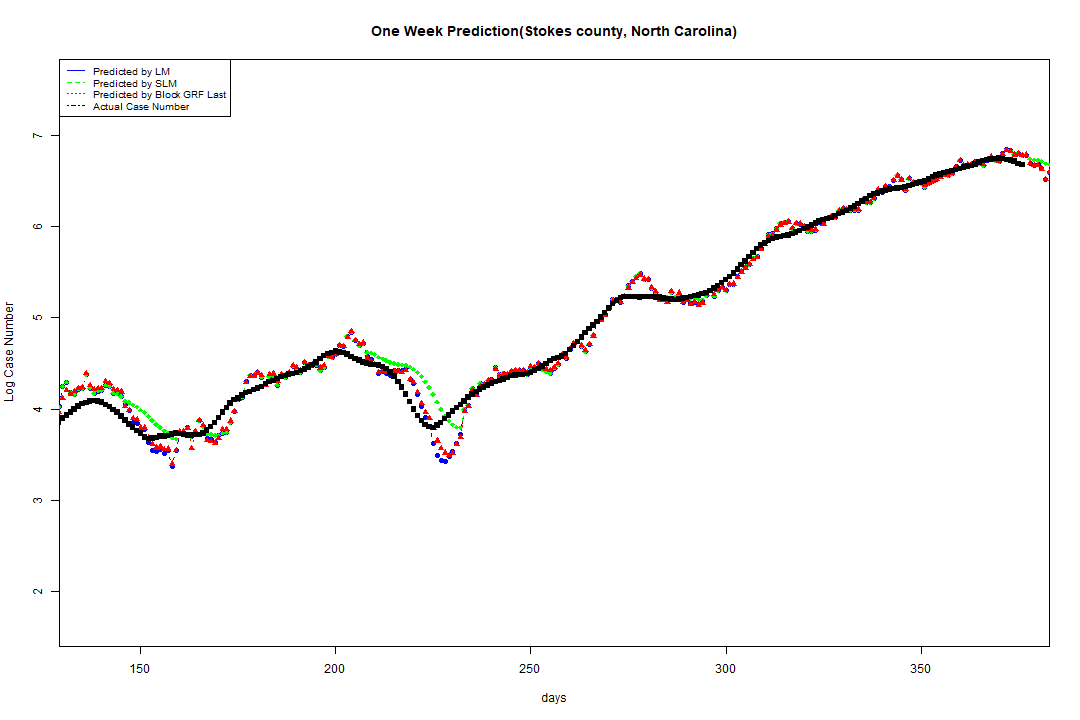 One Week Prediction(Stokes county, North Carolina)
Predicted by LM
Predicted by SLM
Predicted by Block GRF Last
Actual Case Number
7
6
5
4
3
2
Log Case Number
150 200 250 300 350
days